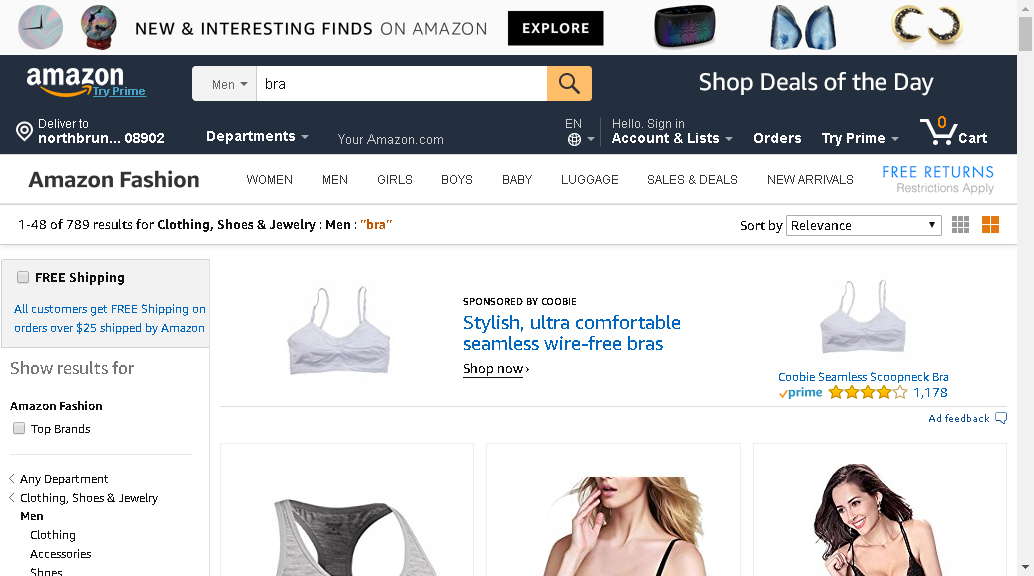 NEW & INTERESTING FINDS ON AMAZON EXPLORE
amazon
Try Prime
Men bra
Shop Deals of the Day
Deliver to
northbrun... 08902
Departments
Your Amazon.com
EN
Hello. Sign in
Account & Lists
Orders
Try Prime
0
Cart
Amazon Fashion
WOMEN MEN GIRLS BOYS BABY LUGGAGE SALES & DEALS NEW ARRIVALS
FREE RETURNS
Restrictions Apply
1-48 of 789 results for Clothing, Shoes & Jewelry : Men : "bra"
Sort by Relevance
FREE Shipping
All customers get FREE Shipping on
orders over $25 shipped by Amazon
Show results for
Amazon Fashion
Top Brands
Any Department
Clothing, Shoes & Jewelry
Men
Clothing
Accessories
Shoes
SPONSORED BY COOBIE
Stylish, ultra comfortable
seamless wire-free bras
Shop now ›
Coobie Seamless Scoopneck Bra
prime 1,178
Ad feedback